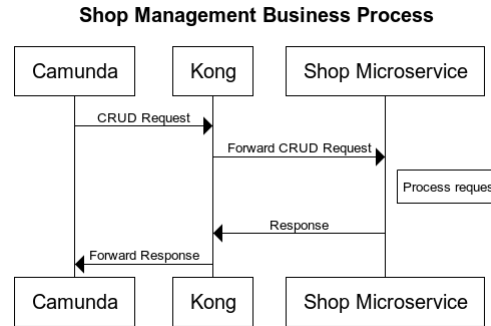 Shop Management Business Process
Camunda
Kong
Shop Microservice
CRUD Request
Forward CRUD Request
Process reques
Response
Forward Response
Camunda
Kong
Shop Microservice